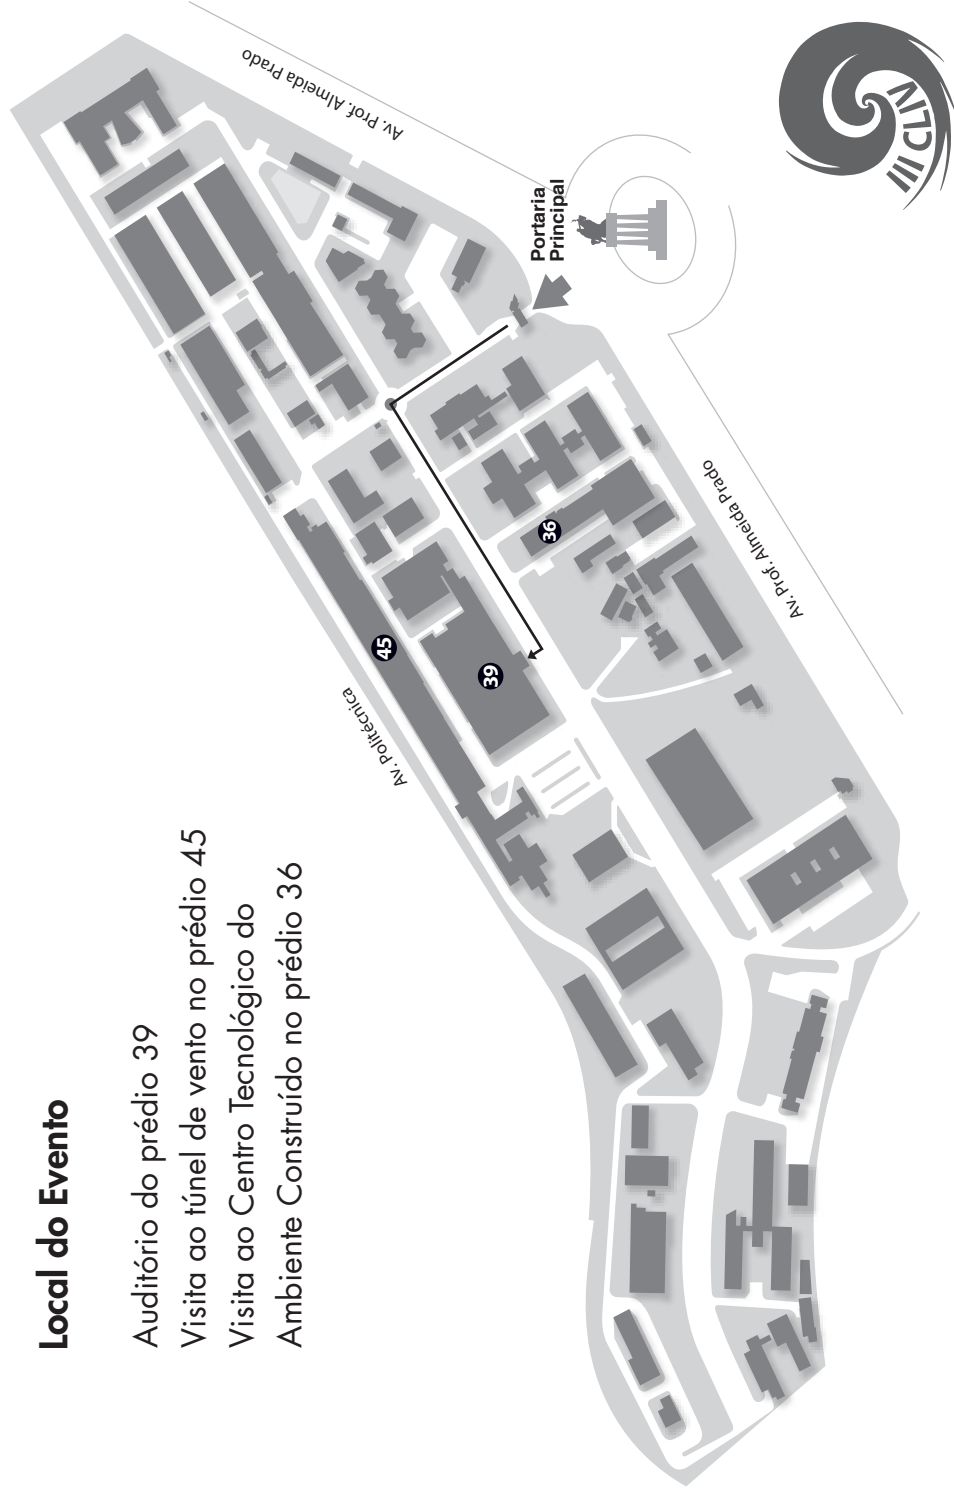 Local do Evento
Auditório do prédio 39
Visita ao túnel de vento no prédio 45
Visita ao Centro Tecnológico do
Ambiente Construído no prédio 36
Av. Politécnica
45
39
36
Portaria
Principal
Av. Prof. Almeida Prado
Av. Prof. Almeida Prado
III CLIV